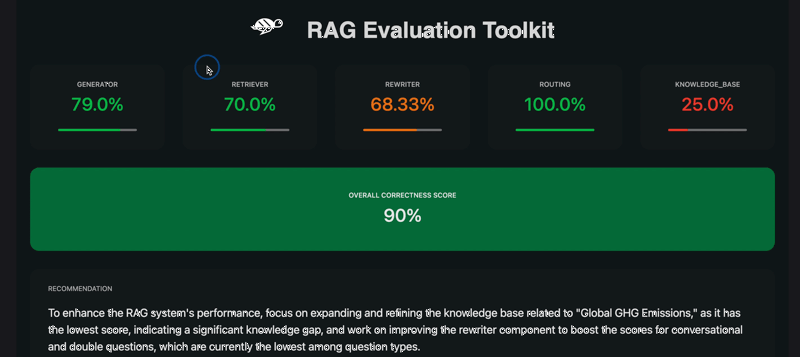 RAG Evaluation Toolkit
GENERATOR RETRIEVER REWRITER ROUTING KNOWLEDGE_BASE
79.0% 70.0% 68.33% 100.0% 25.0%
OVERALL CORRECTNESS SCORE
90%
RECOMMENDATION
To enhance the RAG system's performance, focus on expanding and refining the knowledge base related to "Global GHG Emissions," as it has
the lowest score, indicating a significant knowledge gap, and work on improving the rewriter component to boost the scores for conversational
and double questions, which are currently the lowest among question types.